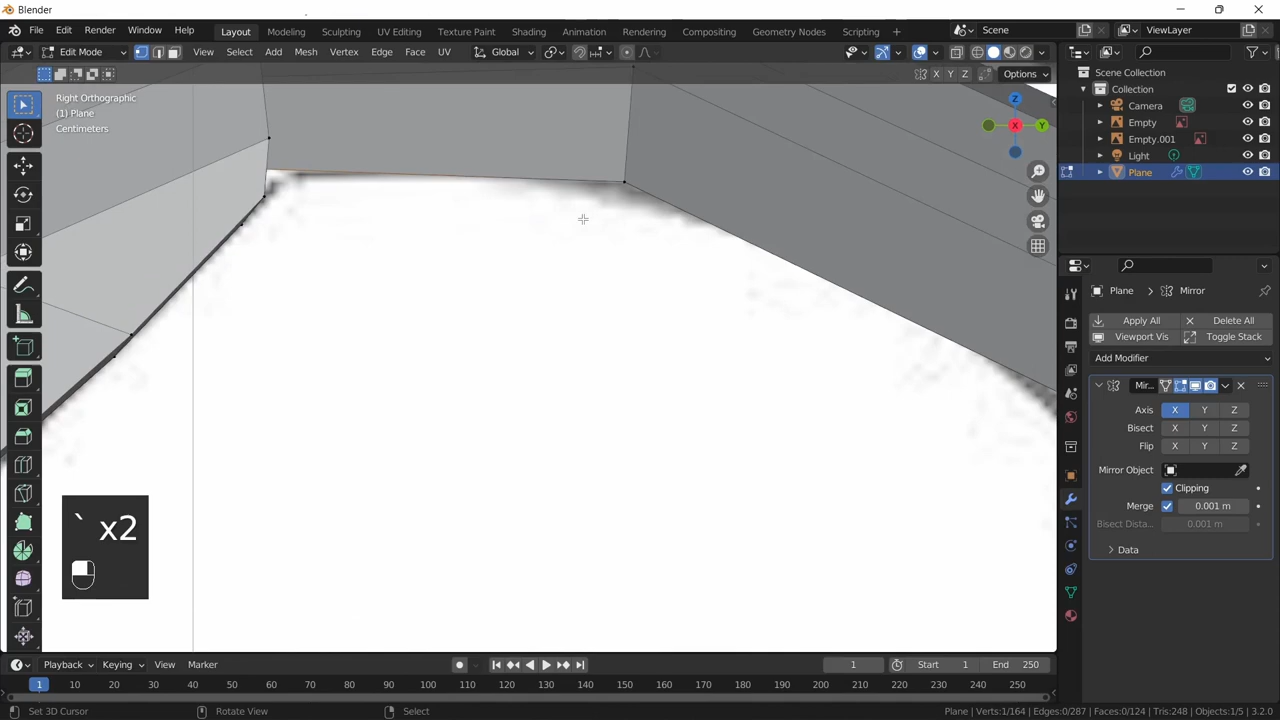 Blender
File Edit Render Window Help
Layout Modeling Sculpting UV Editing Texture Paint Shading Animation Rendering Compositing Geometry Nodes Scripting +
Scene
ViewLayer
Edit Mode View Select Add Mesh Vertex Edge Face UV Global
X Y Z Options
Right Orthographic
(1) Plane
Centimeters
Z
X
Y
Scene Collection
Collection
Camera
Empty
Empty.001
Light
Plane
Plane > Mirror
Apply All Delete All
Viewport Vis Toggle Stack
Add Modifier
Mir...
Axis X Y Z
Bisect X Y Z
Flip X Y Z
Mirror Object
Clipping
Merge 0.001 m
Bisect Dista... 0.001 m
Data
` x2
Playback Keying View Marker
1 Start 1 End 250
1 10 20 30 40 50 60 70 80 90 100 110 120 130 140 150 160 170 180 190 200 210 220 230 240 250
Set 3D Cursor Rotate View Select
Plane | Verts:1/164 | Edges:0/287 | Faces:0/124 | Tris:248 | Objects:1/5 | 3.2.0